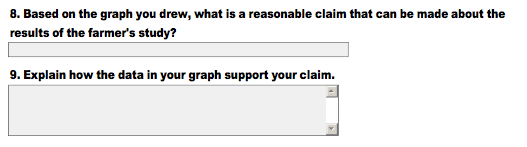 8. Based on the graph you drew, what is a reasonable claim that can be made about the
results of the farmer's study?
9. Explain how the data in your graph support your claim.